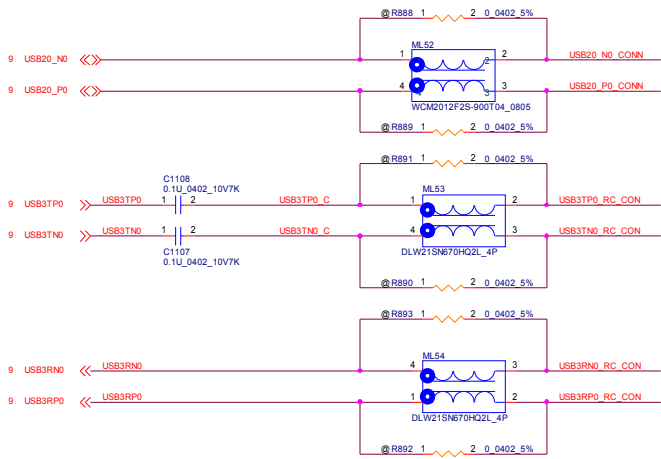 @ R888 1 2 0_0402_5%
ML52
9 USB20_N0 1 2 USB20_N0_CONN
2
9 USB20_P0 4 3 USB20_P0_CONN
4 3
WCM2012F2S-900T04_0805
@ R889 1 2 0_0402_5%
@ R891 1 2 0_0402_5%
C1108
0.1U_0402_10V7K
ML53
9 USB3TP0 USB3TP0 1 2 USB3TP0_C 1 2 USB3TP0_RC_CON
9 USB3TN0 USB3TN0 1 2 USB3TN0_C 4 3 USB3TN0_RC_CON
C1107
0.1U_0402_10V7K
DLW21SN670HQ2L_4P
@ R890 1 2 0_0402_5%
@ R893 1 2 0_0402_5%
ML54
9 USB3RN0 USB3RN0 4 3 USB3RN0_RC_CON
9 USB3RP0 USB3RP0 1 2 USB3RP0_RC_CON
DLW21SN670HQ2L_4P
@ R892 1 2 0_0402_5%